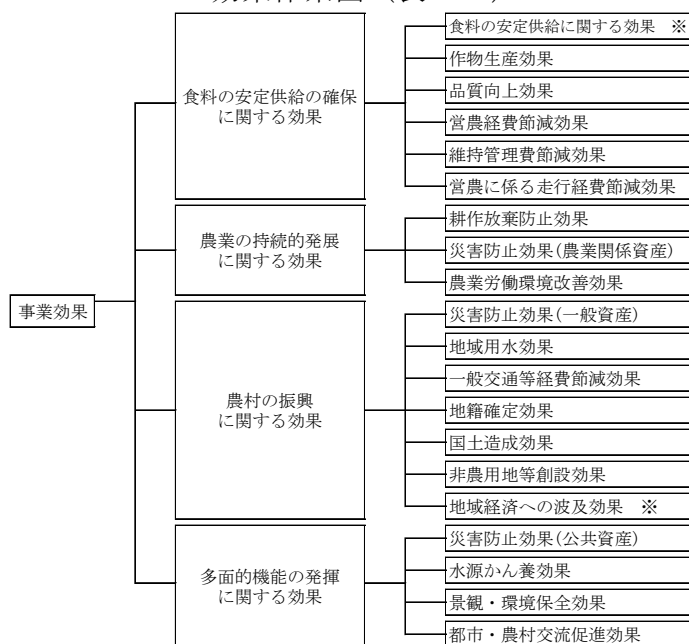 事業効果
食料の安定供給の確保
に関する効果
食料の安定供給に関する効果　※
作物生産効果
品質向上効果
営農経費節減効果
維持管理費節減効果
営農に係る走行経費節減効果
農業の持続的発展
に関する効果
耕作放棄防止効果
災害防止効果(農業関係資産)
農業労働環境改善効果
農村の振興
に関する効果
災害防止効果(一般資産)
地域用水効果
一般交通等経費節減効果
地籍確定効果
国土造成効果
非農用地等創設効果
地域経済への波及効果　※
多面的機能の発揮
に関する効果
災害防止効果(公共資産)
水源かん養効果
景観・環境保全効果
都市・農村交流促進効果